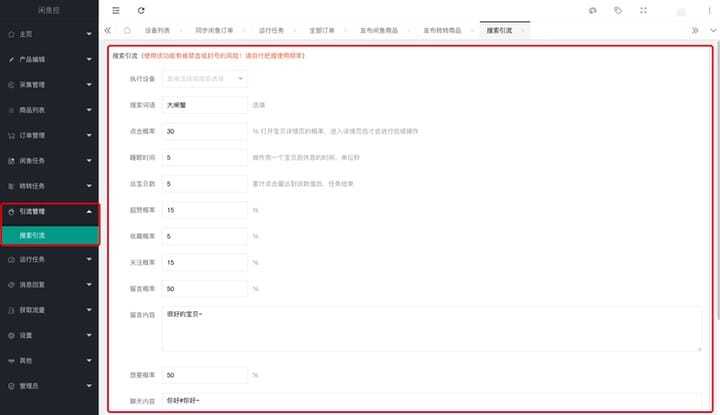 闲鱼控
主页
产品编辑
采集管理
商品列表
订单管理
闲鱼任务
转转任务
引流管理
搜索引流
运行任务
消息回复
获取流量
设置
其他
管理员
设备列表
同步闲鱼订单
运行任务
全部订单
发布闲鱼商品
发布转转商品
搜索引流
搜索引流（使用该功能有被禁言或封号的风险！请自行把握使用频率）
执行设备
搜索词语 大闸蟹 选填
点击概率 30 % 打开宝贝详情页的概率，进入详情页后才会进行后续操作
睡眠时间 5 操作完一个宝贝后休息的时间，单位秒
总宝贝数 5 累计点击量达到该数值后，任务结束
超赞概率 15 %
收藏概率 5 %
关注概率 15 %
留言概率 50 %
留言内容 很好的宝贝~
想要概率 50 %
聊天内容 你好#你好~